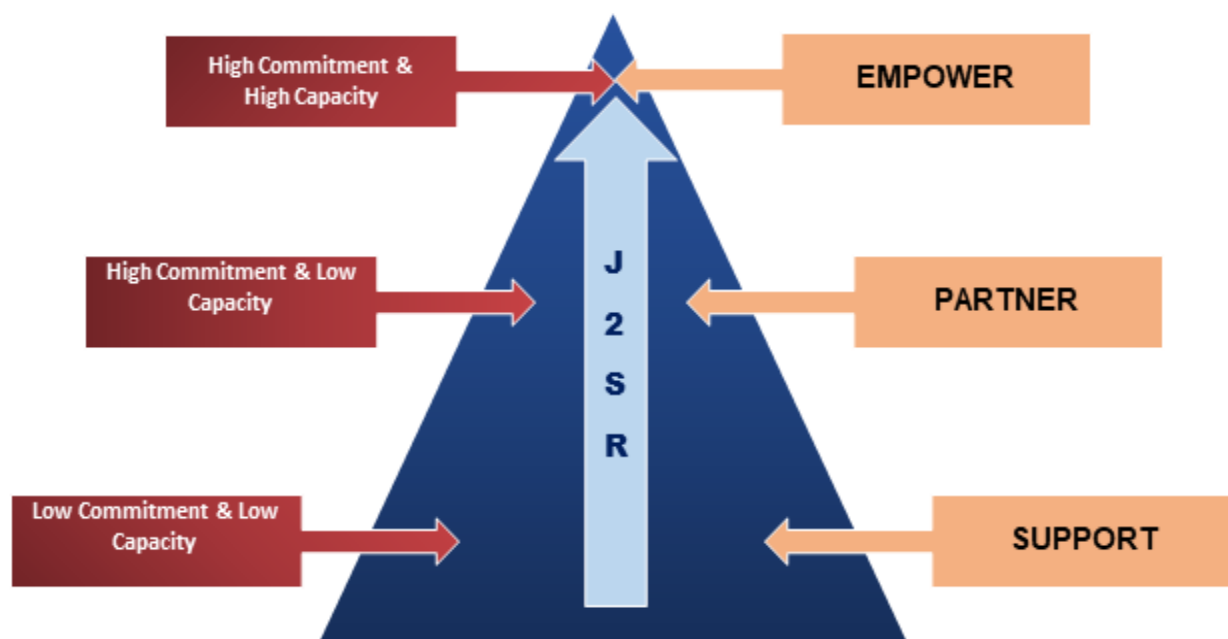 High Commitment &
High Capacity
EMPOWER
High Commitment & Low
Capacity
PARTNER
J
2
S
R
Low Commitment & Low
Capacity
SUPPORT